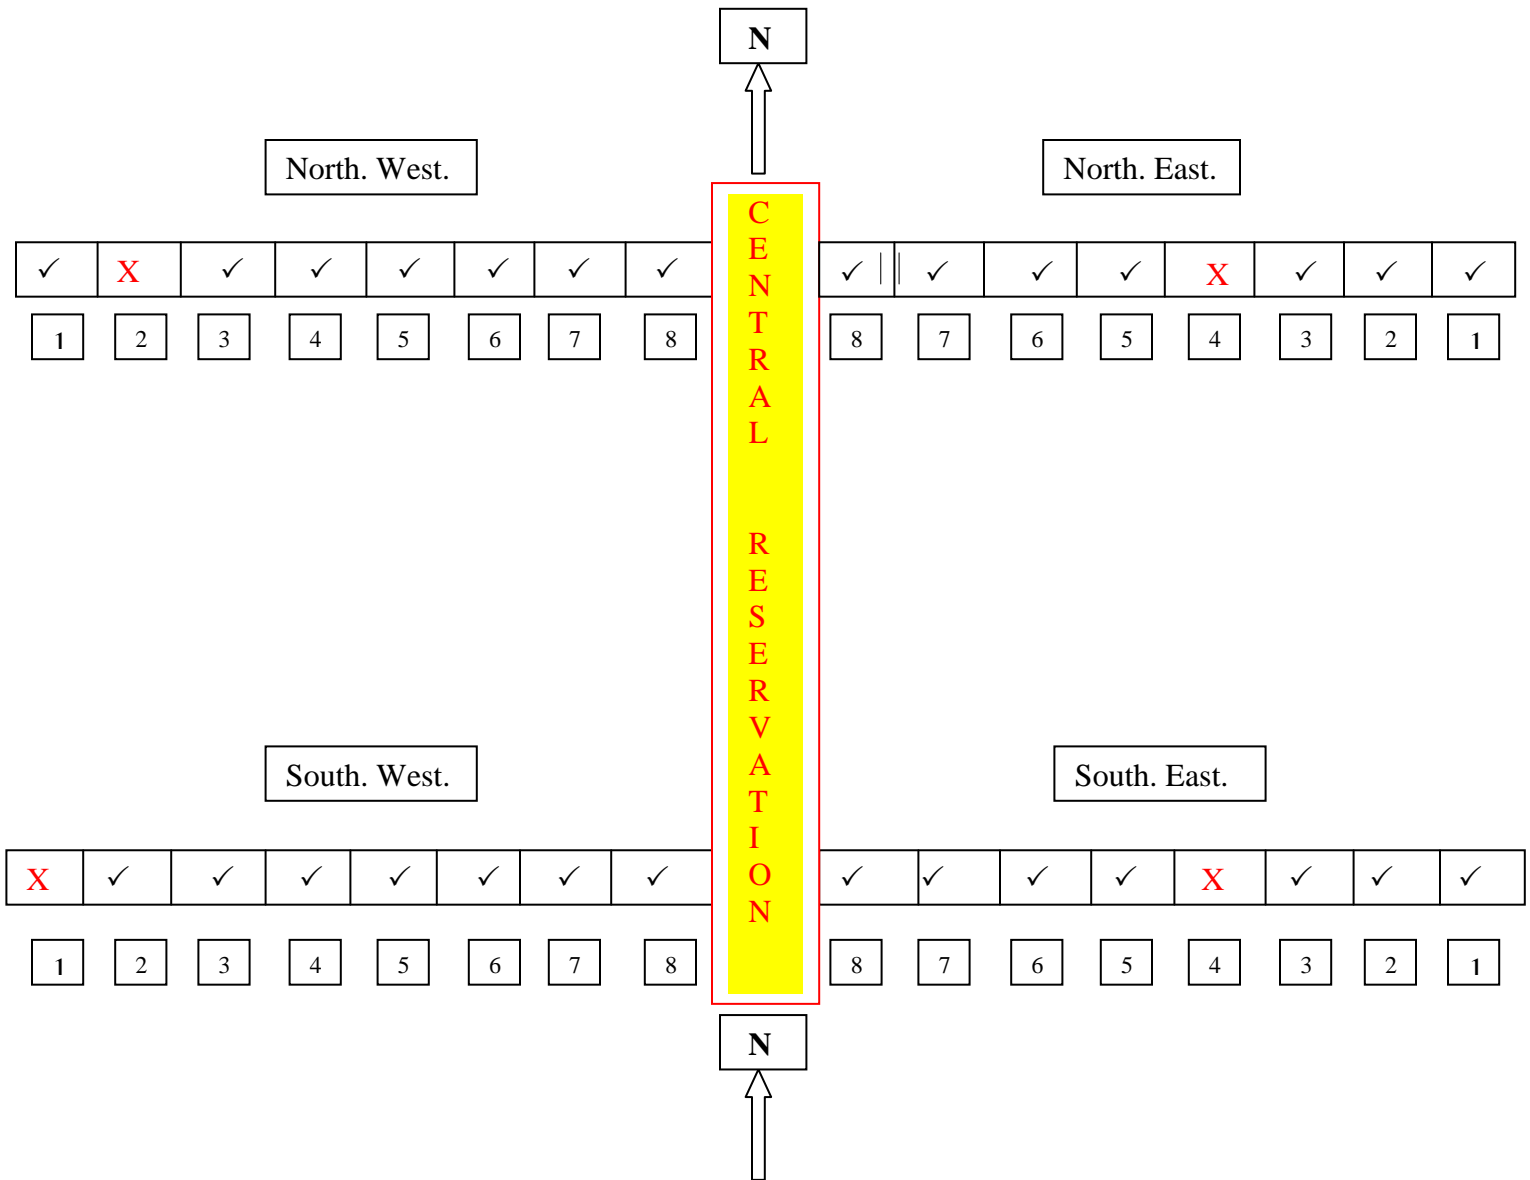 N
North. West.
North. East.
✓ X ✓ ✓ ✓ ✓ ✓ ✓
✓ ✓ ✓ ✓ X ✓ ✓ ✓
1 2 3 4 5 6 7 8
8 7 6 5 4 3 2 1
CENTRAL RESERVATION
South. West.
South. East.
X ✓ ✓ ✓ ✓ ✓ ✓ ✓
✓ ✓ ✓ ✓ X ✓ ✓ ✓
1 2 3 4 5 6 7 8
8 7 6 5 4 3 2 1
N